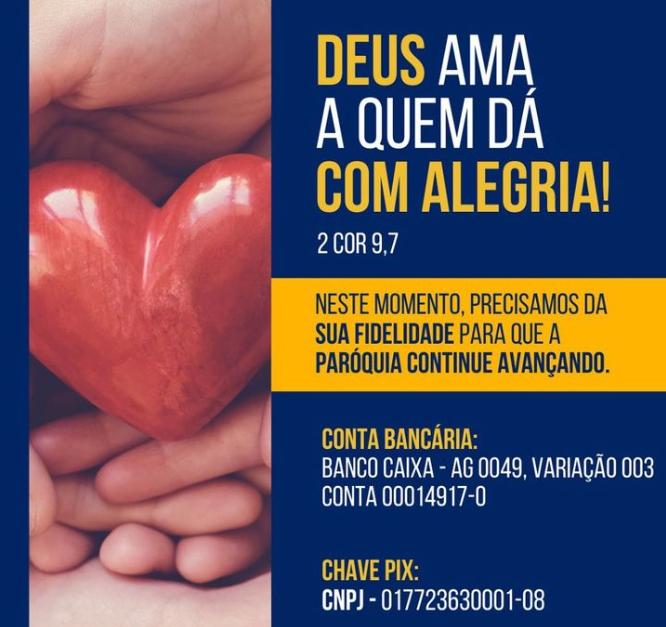 DEUS AMA
A QUEM DÁ
COM ALEGRIA!
2 COR 9,7
NESTE MOMENTO, PRECISAMOS DA
SUA FIDELIDADE PARA QUE A
PARÓQUIA CONTINUE AVANÇANDO.
CONTA BANCÁRIA:
BANCO CAIXA - AG 0049, VARIAÇÃO 003
CONTA 00014917-0
CHAVE PIX:
CNPJ - 017723630001-08